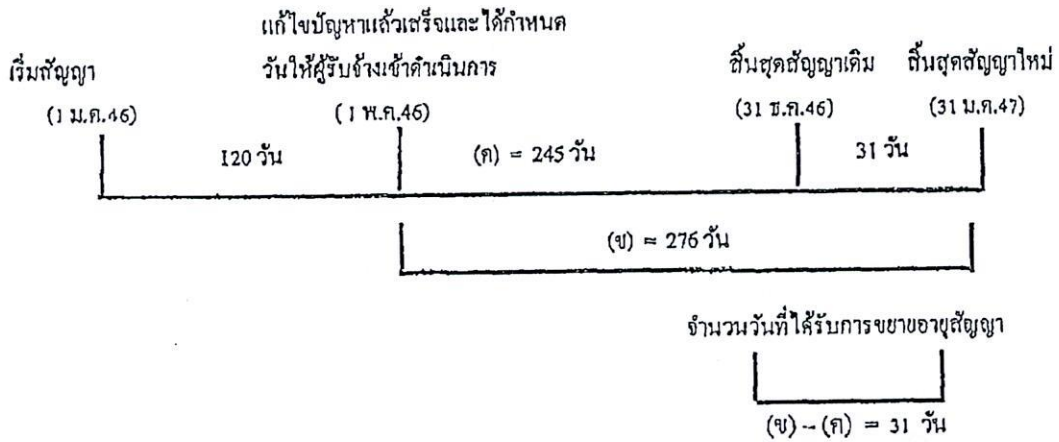 แก้ไขปัญหาแล้วเสร็จและได้กำหนด
เริ่มสัญญา วันให้ผู้รับจ้างเข้าดำเนินการ สิ้นสุดสัญญาเดิม สิ้นสุดสัญญาใหม่
(1 ม.ค.46) (1 พ.ค.46) (31 ธ.ค.46) (31 ม.ค.47)
120 วัน (ค) = 245 วัน 31 วัน
(ข) = 276 วัน
จำนวนวันที่ได้รับการขยายอายุสัญญา
(ข) - (ค) = 31 วัน